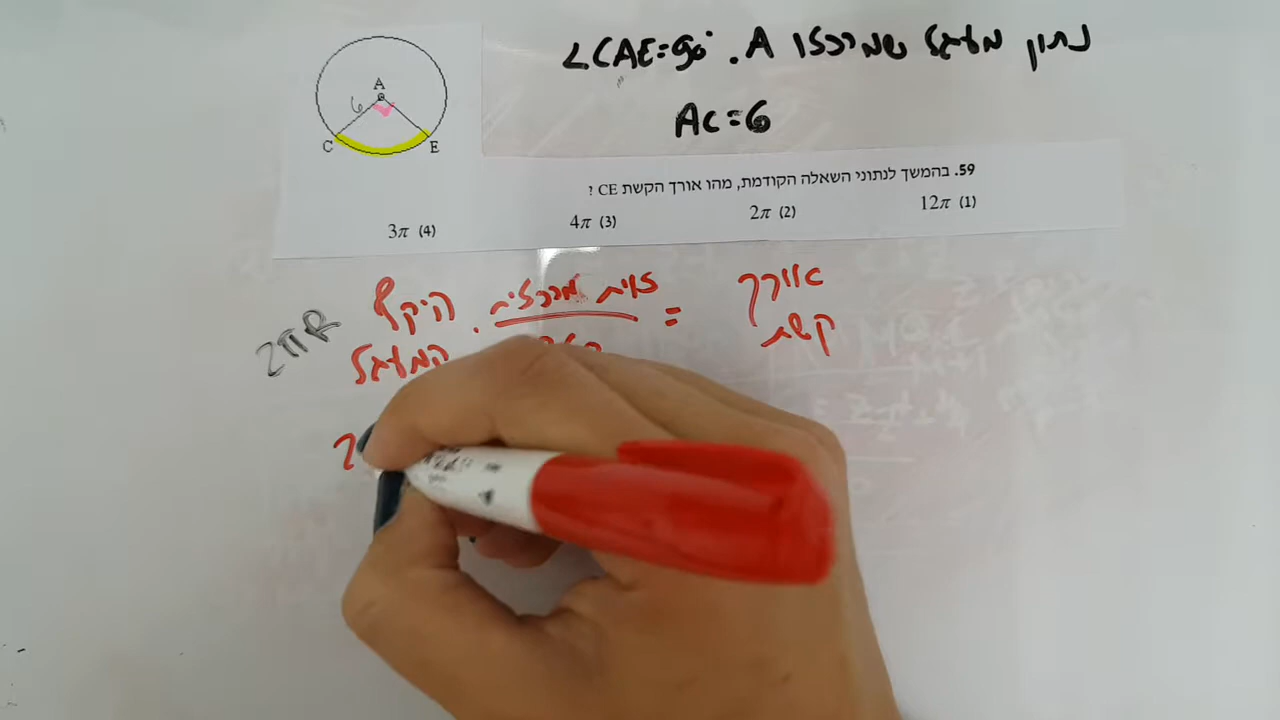 נתון מעגל שמרכזו A. ∠CAE=90°
AC=6
A
6
C
E
59. בהמשך לנתוני השאלה הקודמת, מהו אורך הקשת CE ?
(1) 12π (2) 2π (3) 4π (4) 3π
אורך קשת = זוית מרכזית · היקף המעגל
2πR
2